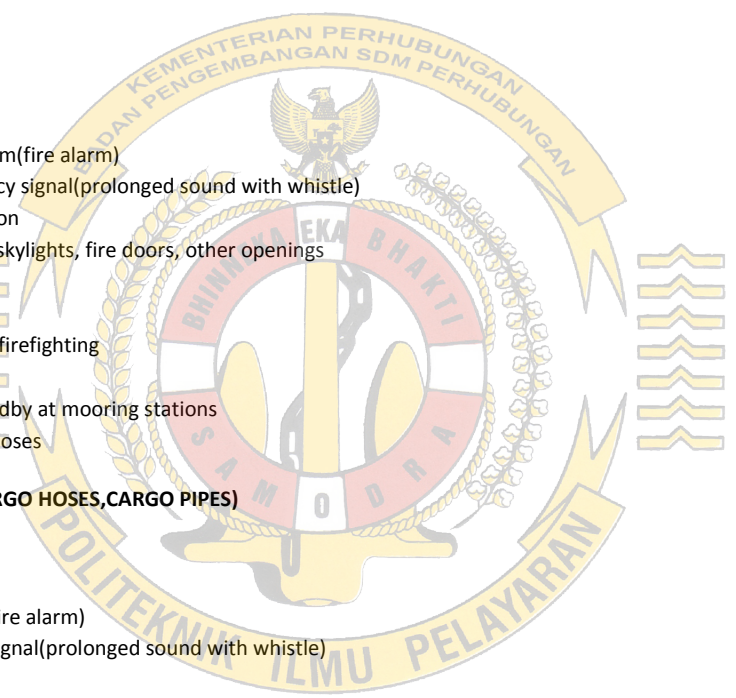 KEMENTERIAN PERHUBUNGAN
BADAN PENGEMBANGAN SDM PERHUBUNGAN
m(fire alarm)
cy signal(prolonged sound with whistle)
on
skylights, fire doors, other openings
BHINNEKA EKA BHAKTI
firefighting
dby at mooring stations
oses
SAMODRA
RGO HOSES,CARGO PIPES)
ire alarm)
ignal(prolonged sound with whistle)
POLITEKNIK ILMU PELAYARAN